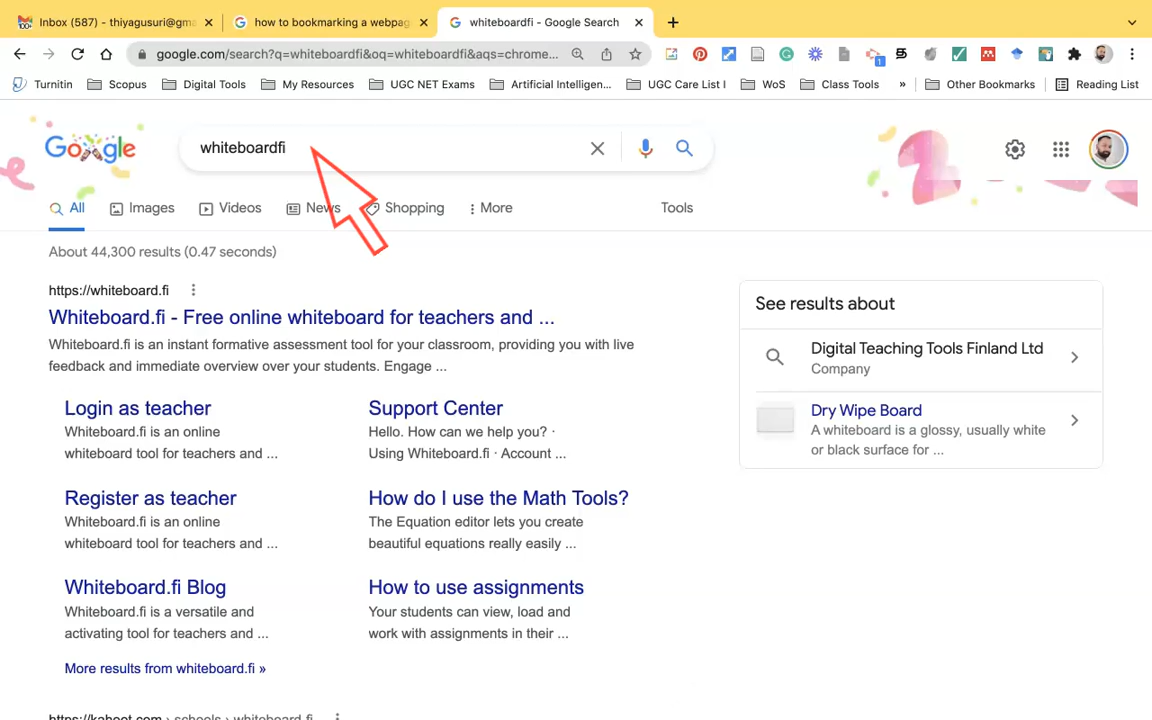 Inbox (587) - thiyagusuri@gma
how to bookmarking a webpag
whiteboardfi - Google Search
google.com/search?q=whiteboardfi&oq=whiteboardfi&aqs=chrome...
1
Turnitin
Scopus
Digital Tools
My Resources
UGC NET Exams
Artificial Intelligen...
UGC Care List I
WoS
Class Tools
»
Other Bookmarks
Reading List
Google
whiteboardfi
All
Images
Videos
News
Shopping
More
Tools
About 44,300 results (0.47 seconds)
https://whiteboard.fi
Whiteboard.fi - Free online whiteboard for teachers and ...
Whiteboard.fi is an instant formative assessment tool for your classroom, providing you with live
feedback and immediate overview over your students. Engage ...
Login as teacher
Whiteboard.fi is an online
whiteboard tool for teachers and ...
Support Center
Hello. How can we help you? ·
Using Whiteboard.fi · Account ...
Register as teacher
Whiteboard.fi is an online
whiteboard tool for teachers and ...
How do I use the Math Tools?
The Equation editor lets you create
beautiful equations really easily ...
Whiteboard.fi Blog
Whiteboard.fi is a versatile and
activating tool for teachers and ...
How to use assignments
Your students can view, load and
work with assignments in their ...
More results from whiteboard.fi »
https://kahoot.com › schools › whiteboard-fi
See results about
Digital Teaching Tools Finland Ltd
Company
Dry Wipe Board
A whiteboard is a glossy, usually white
or black surface for ...